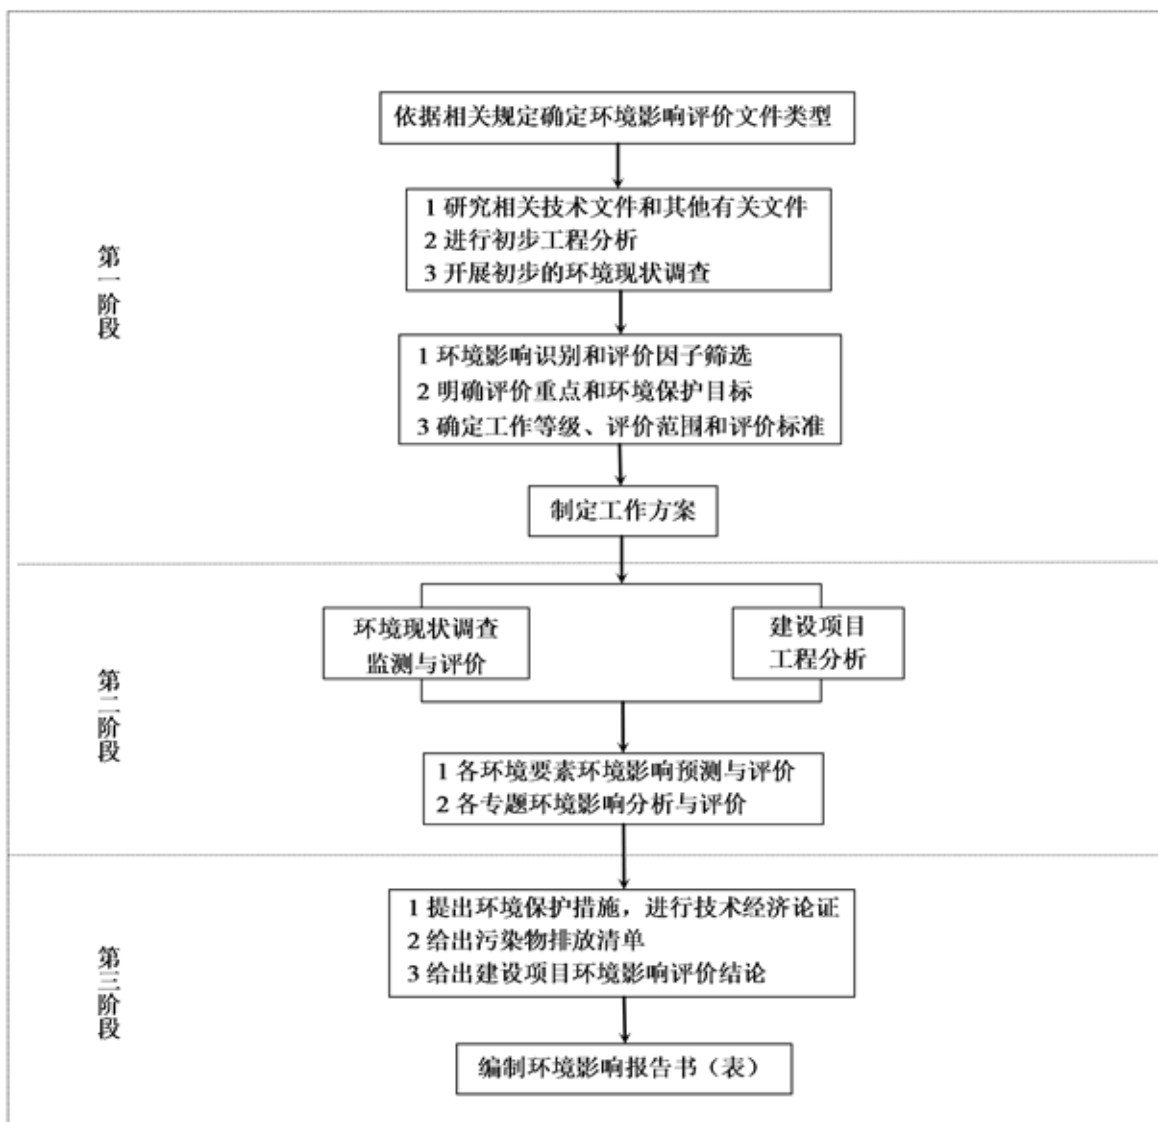 依据相关规定确定环境影响评价文件类型
1 研究相关技术文件和其他有关文件
2 进行初步工程分析
3 开展初步的环境现状调查
第一阶段
1 环境影响识别和评价因子筛选
2 明确评价重点和环境保护目标
3 确定工作等级、评价范围和评价标准
制定工作方案
环境现状调查
监测与评价
建设项目
工程分析
第二阶段
1 各环境要素环境影响预测与评价
2 各专题环境影响分析与评价
1 提出环境保护措施，进行技术经济论证
2 给出污染物排放清单
3 给出建设项目环境影响评价结论
第三阶段
编制环境影响报告书（表）